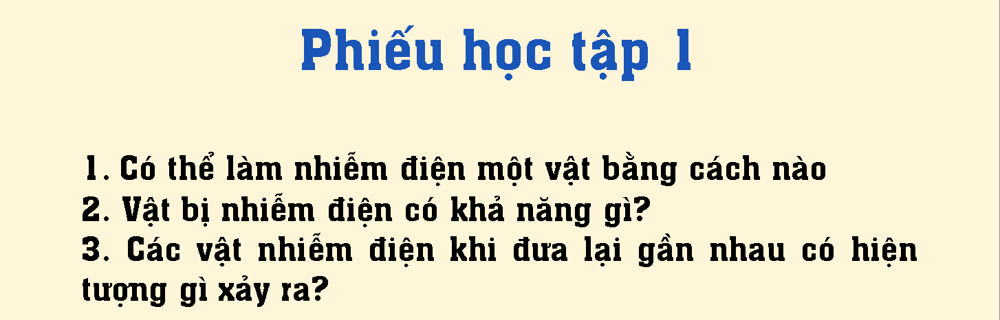 Phiếu học tập 1
1. Có thể làm nhiễm điện một vật bằng cách nào
2. Vật bị nhiễm điện có khả năng gì?
3. Các vật nhiễm điện khi đưa lại gần nhau có hiện
tượng gì xảy ra?